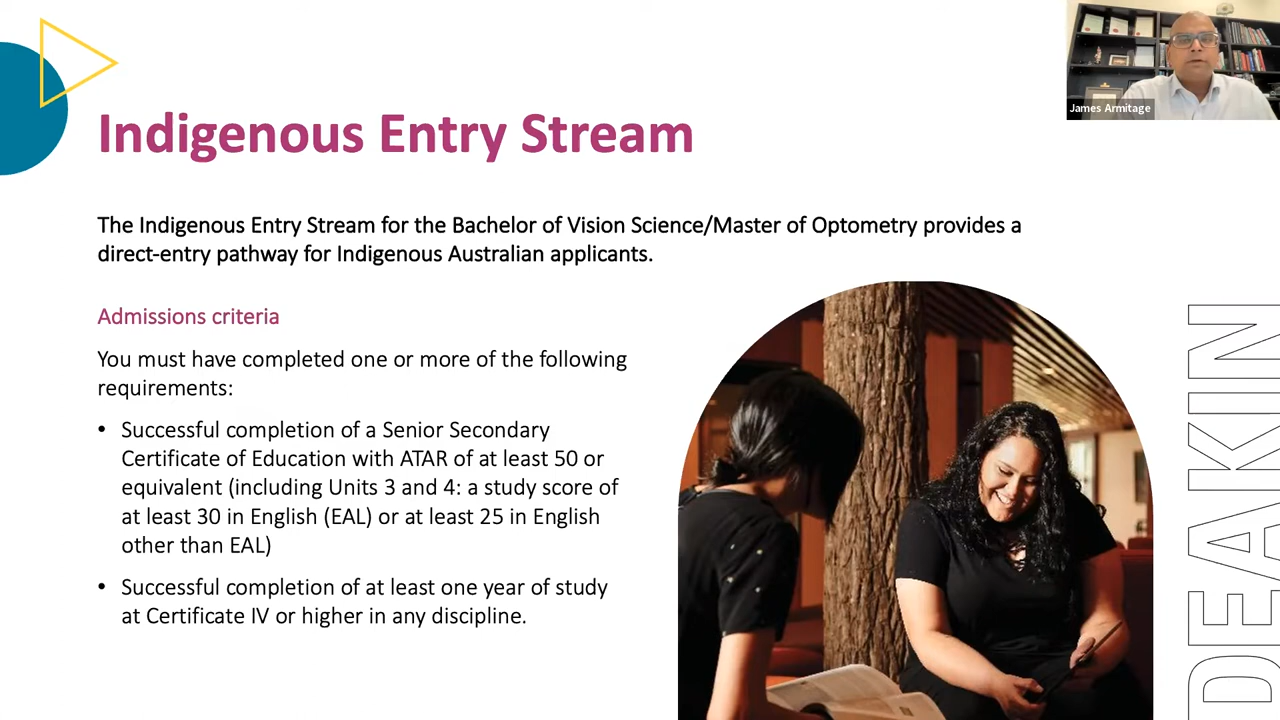 James Armitage
Indigenous Entry Stream
The Indigenous Entry Stream for the Bachelor of Vision Science/Master of Optometry provides a
direct-entry pathway for Indigenous Australian applicants.
Admissions criteria
You must have completed one or more of the following
requirements:
• Successful completion of a Senior Secondary
Certificate of Education with ATAR of at least 50 or
equivalent (including Units 3 and 4: a study score of
at least 30 in English (EAL) or at least 25 in English
other than EAL)
• Successful completion of at least one year of study
at Certificate IV or higher in any discipline.
DEAKIN